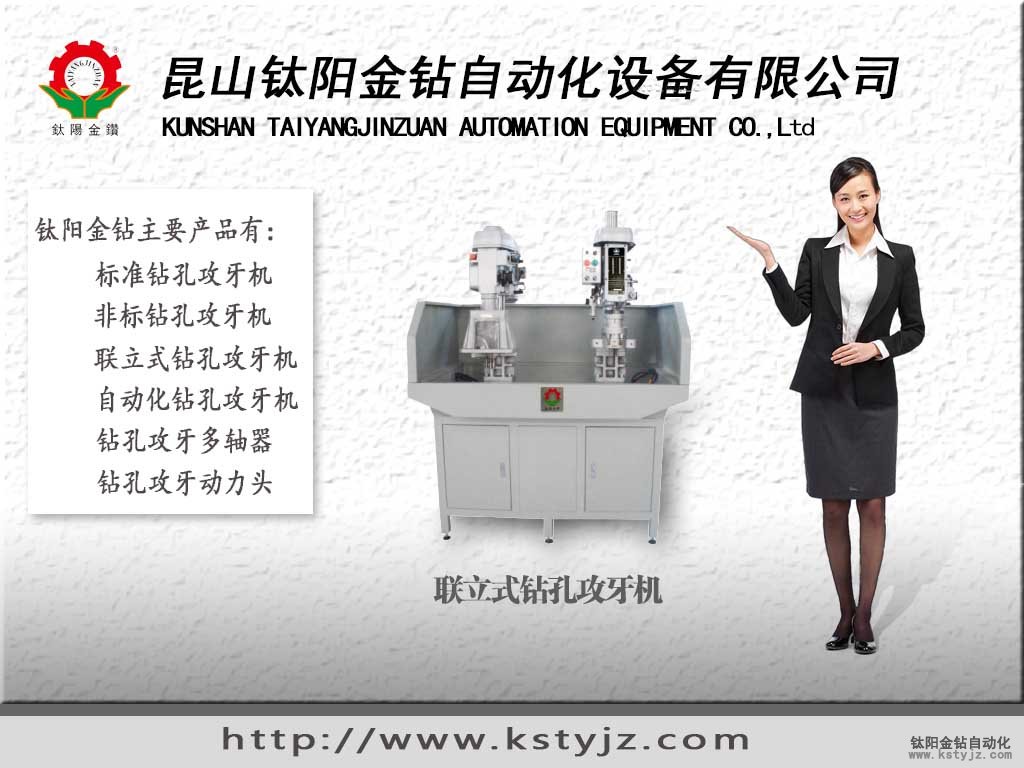 鈦陽金鑽
昆山钛阳金钻自动化设备有限公司
KUNSHAN TAIYANGJINZUAN AUTOMATION EQUIPMENT CO.,Ltd
钛阳金钻主要产品有：
标准钻孔攻牙机
非标钻孔攻牙机
联立式钻孔攻牙机
自动化钻孔攻牙机
钻孔攻牙多轴器
钻孔攻牙动力头
联立式钻孔攻牙机
http://www.kstyjz.com
钛阳金钻自动化
www.kstyjz.com